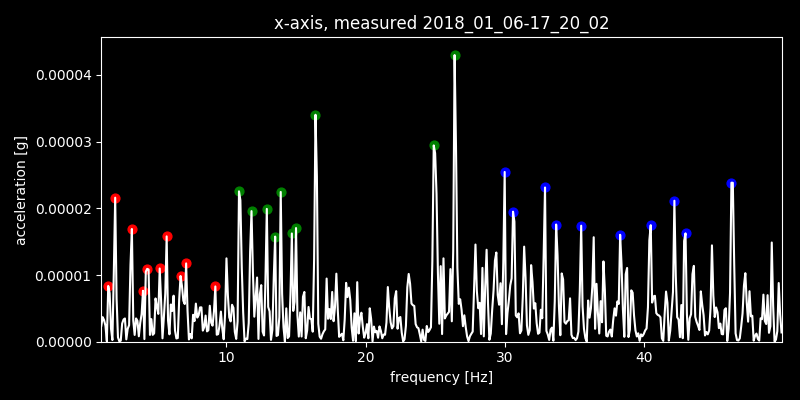 x-axis, measured 2018_01_06-17_20_02
0.00004
0.00003
0.00002
0.00001
0.00000
acceleration [g]
10 20 30 40
frequency [Hz]